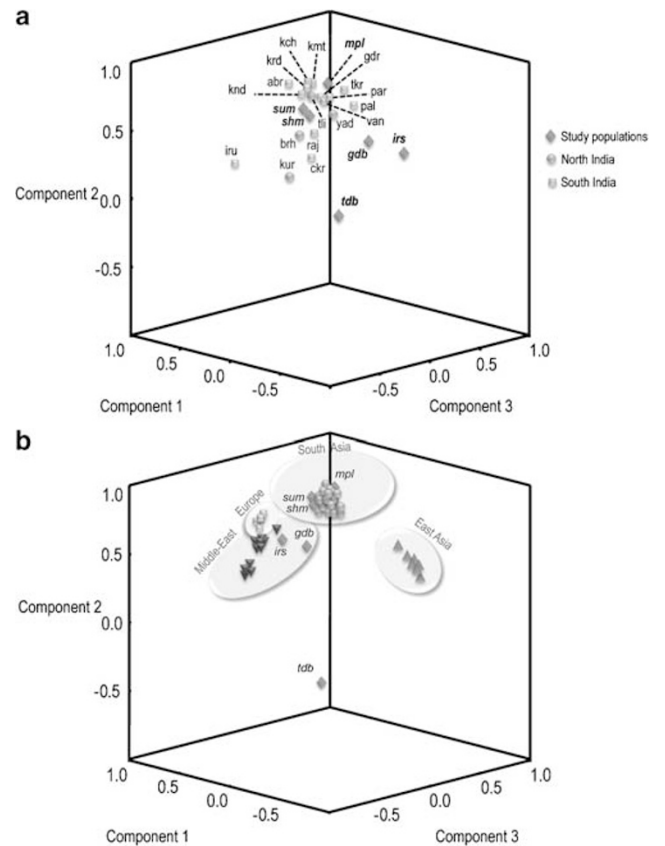 a
kch kmt mpl
krd gdr
abr tkr
knd par
sum pal
shm tli van
yad
brh raj irs
iru gdb
kur ckr
tdb
Study populations
North India
South India
1.0
0.5
Component 2 0.0
-0.5
1.0 1.0
0.5 0.5
0.0 0.0
-0.5 -0.5
Component 1 Component 3
b
South Asia
mpl
1.0
sum
shm
Europe
Middle-East
gdb
irs
East Asia
0.5
Component 2
0.0
-0.5
tdb
1.0 1.0
0.5 0.5
0.0 0.0
-0.5 -0.5
Component 1 Component 3